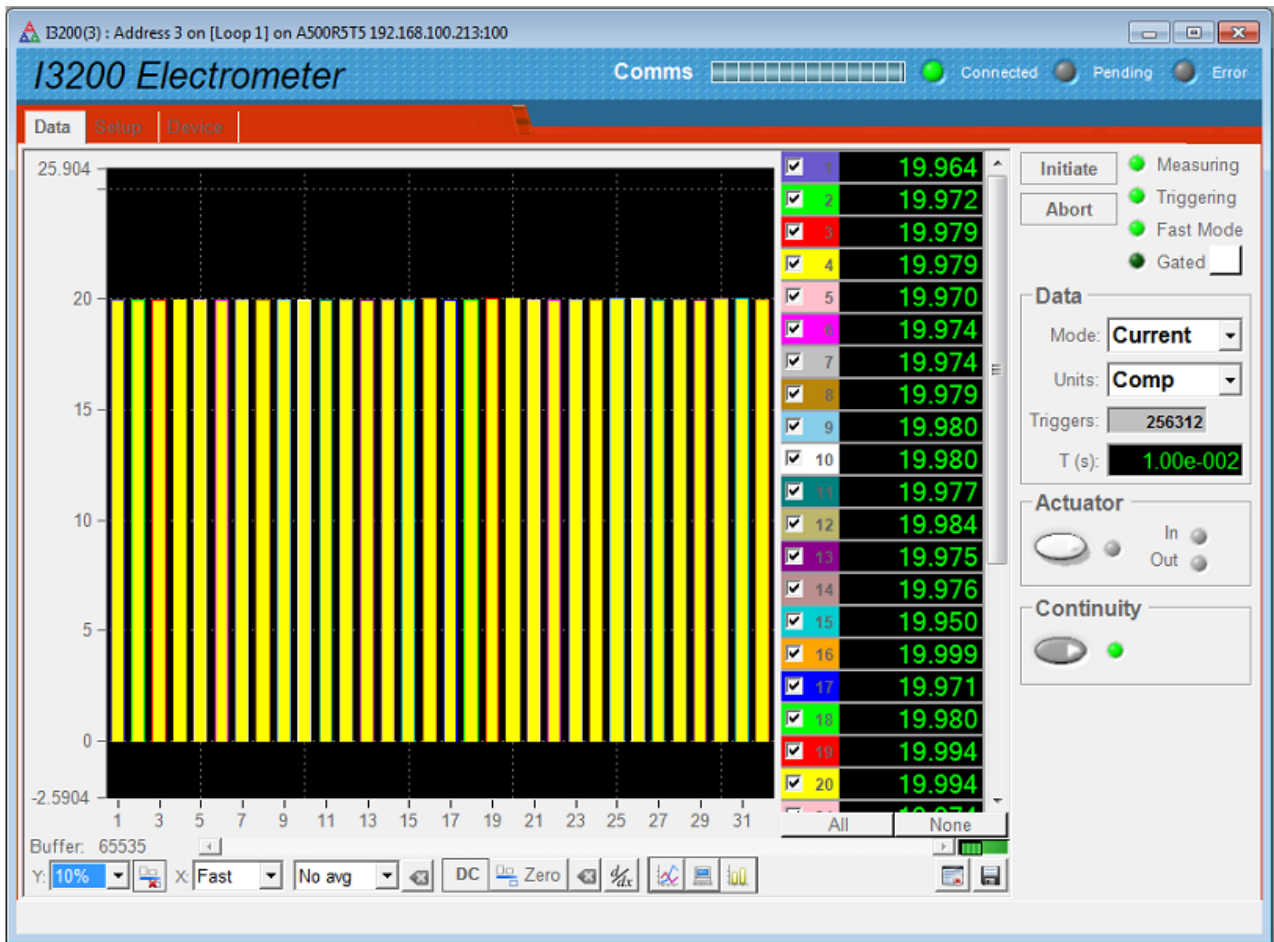 I3200(3) : Address 3 on [Loop 1] on A500R5T5 192.168.100.213:100
I3200 Electrometer
Comms
Connected
Pending
Error
Data
Setup
Device
25.904
20
15
10
5
0
-2.5904
1 3 5 7 9 11 13 15 17 19 21 23 25 27 29 31
1 19.964
2 19.972
3 19.979
4 19.979
5 19.970
6 19.974
7 19.974
8 19.979
9 19.980
10 19.980
11 19.977
12 19.984
13 19.975
14 19.976
15 19.950
16 19.999
17 19.971
18 19.980
19 19.994
20 19.994
All None
Buffer: 65535
Y: 10% X: Fast No avg DC Zero d/dx
Initiate
Abort
Measuring
Triggering
Fast Mode
Gated
Data
Mode: Current
Units: Comp
Triggers: 256312
T (s): 1.00e-002
Actuator
In
Out
Continuity